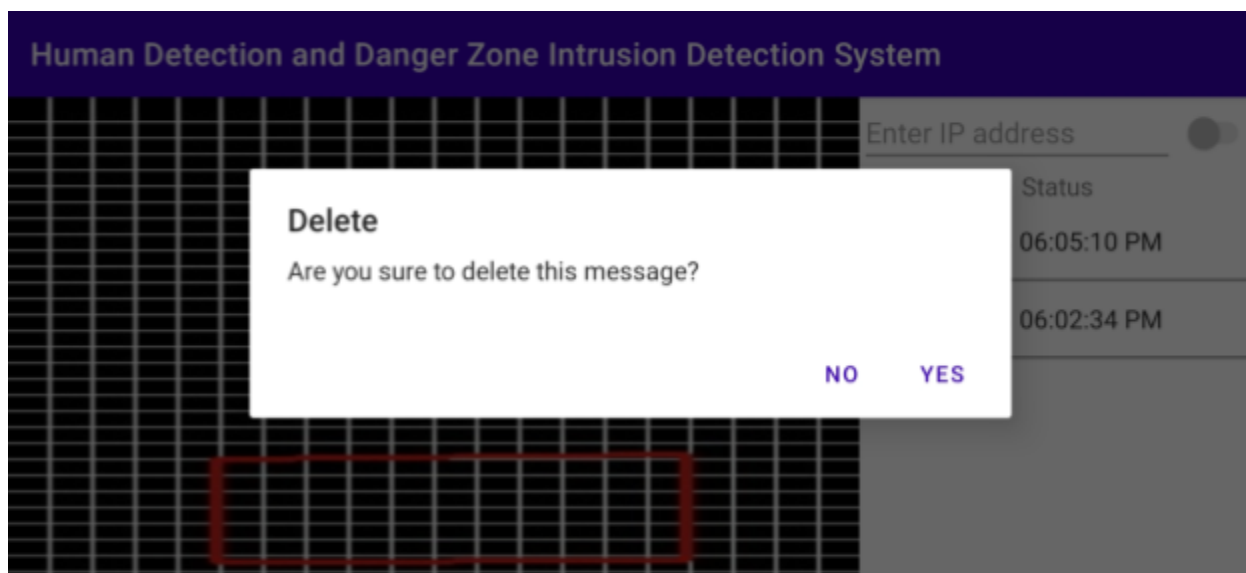 Human Detection and Danger Zone Intrusion Detection System
Enter IP address
Status
06:05:10 PM
06:02:34 PM
Delete
Are you sure to delete this message?
NO YES